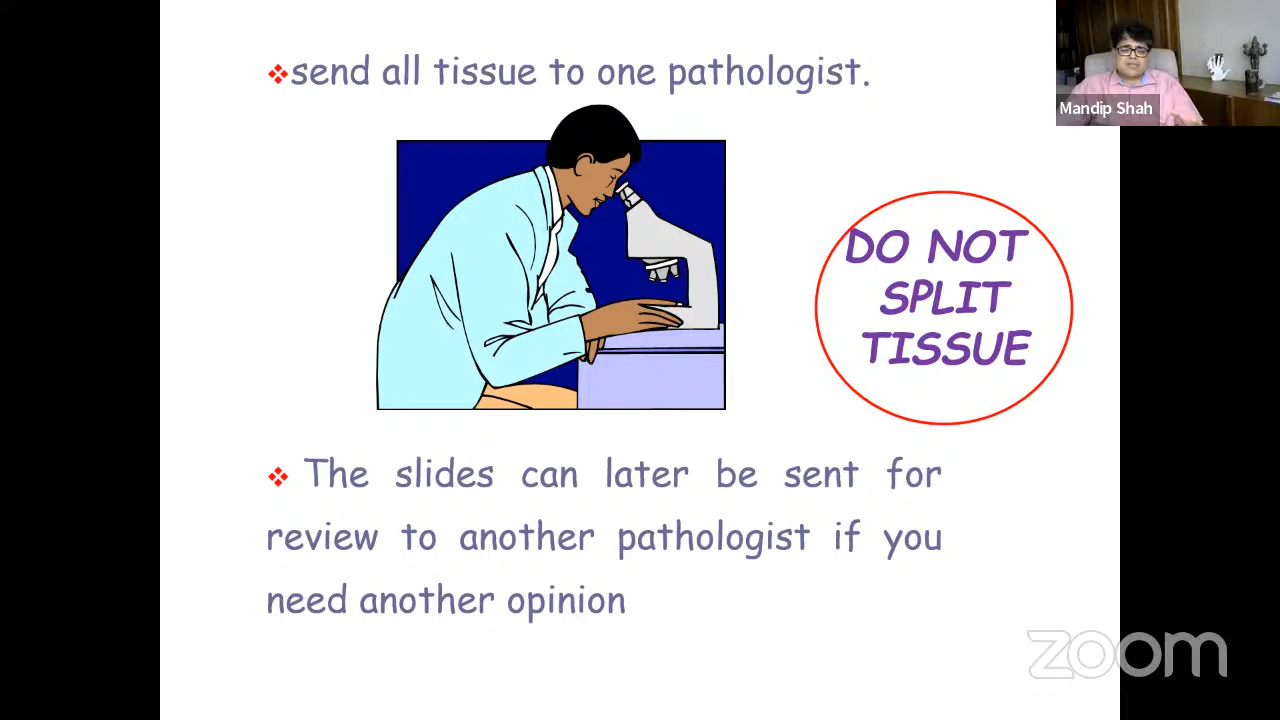 ❖send all tissue to one pathologist.
Mandip Shah
DO NOT
SPLIT
TISSUE
❖ The slides can later be sent for
review to another pathologist if you
need another opinion
zoom